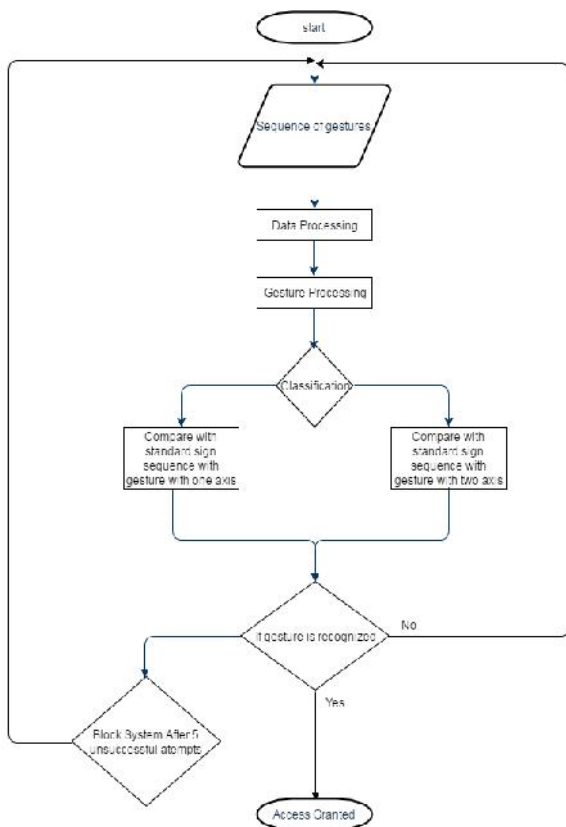 start
Sequence of gestures
Data Processing
Gesture Processing
Classification
Compare with
standard sign
sequence with
gesture with one axis
Compare with
standard sign
sequence with
gesture with two axis
If gesture is recognized
No
Yes
Block System After 5
unsuccessful atempts
Access Granted